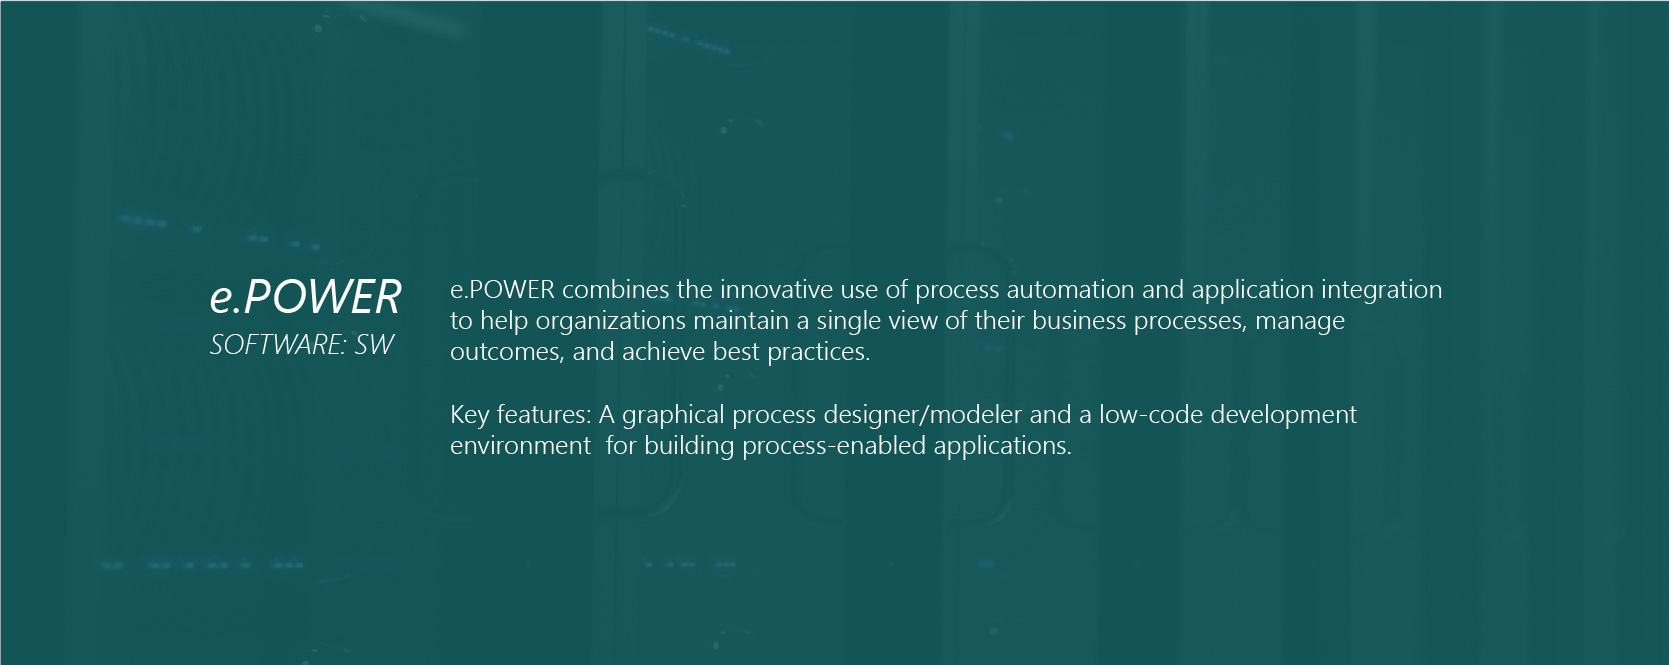 e.POWER
SOFTWARE: SW
e.POWER combines the innovative use of process automation and application integration
to help organizations maintain a single view of their business processes, manage
outcomes, and achieve best practices.
Key features: A graphical process designer/modeler and a low-code development
environment  for building process-enabled applications.